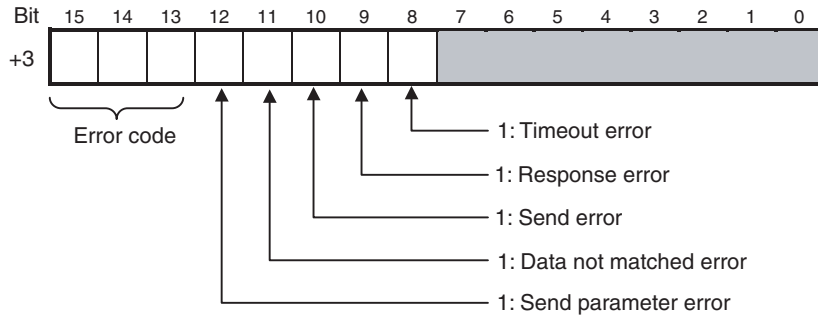 Bit 15 14 13 12 11 10 9 8 7 6 5 4 3 2 1 0
+3
Error code
1: Timeout error
1: Response error
1: Send error
1: Data not matched error
1: Send parameter error